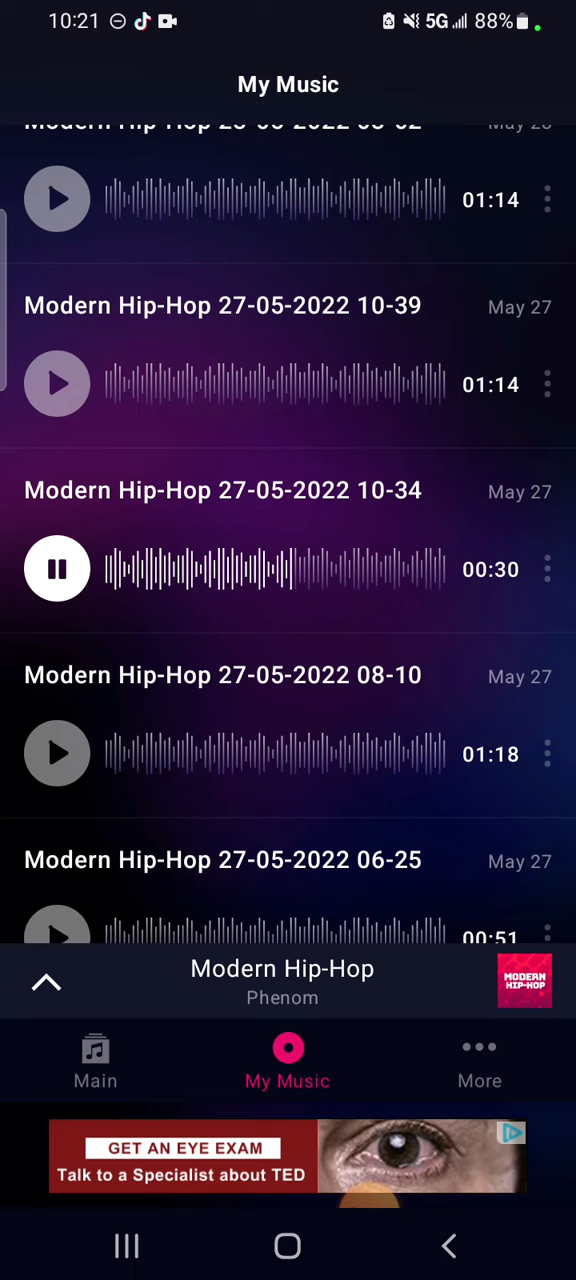 10:21
5G 88%
My Music
Modern Hip-Hop 27-05-2022 10-39 May 27
01:14
01:14
Modern Hip-Hop 27-05-2022 10-34 May 27
00:30
Modern Hip-Hop 27-05-2022 08-10 May 27
01:18
Modern Hip-Hop 27-05-2022 06-25 May 27
00:51
Modern Hip-Hop
Phenom
MODERN
HIP-HOP
Main My Music More
GET AN EYE EXAM
Talk to a Specialist about TED